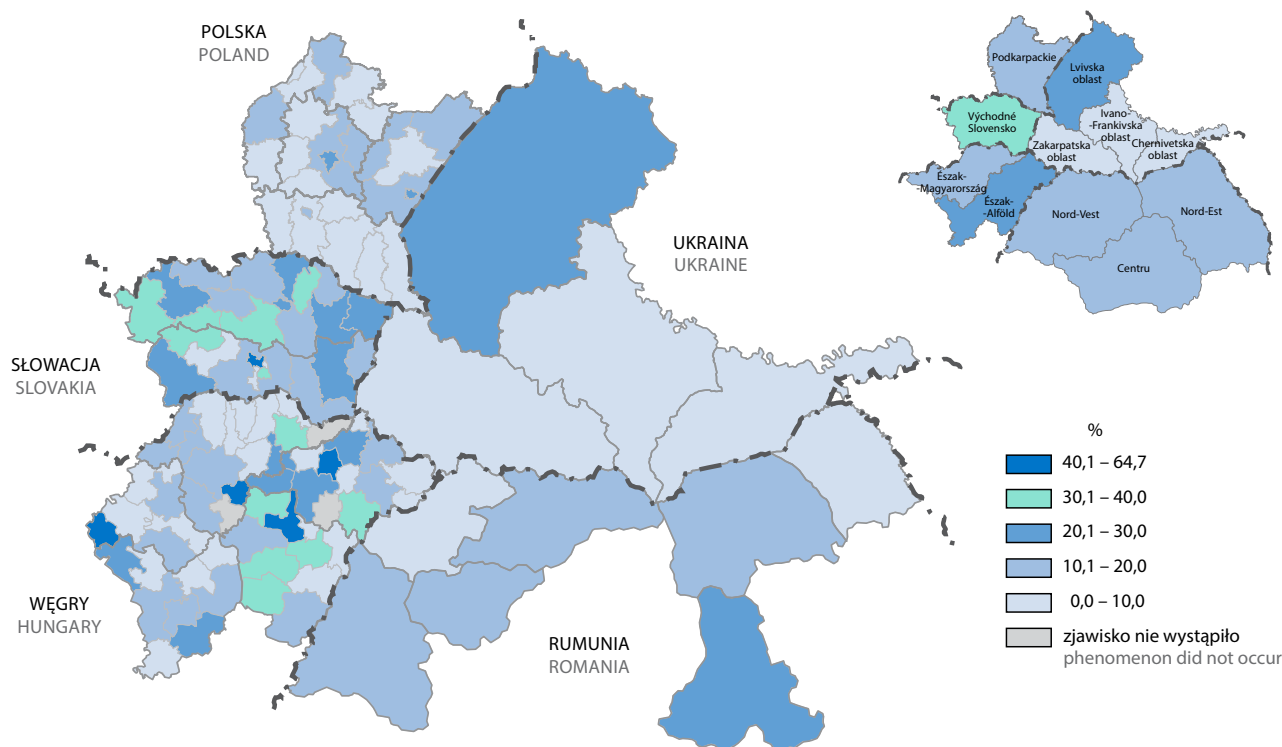 POLSKA
POLAND
UKRAINA
UKRAINE
SŁOWACJA
SLOVAKIA
WĘGRY
HUNGARY
RUMUNIA
ROMANIA
Podkarpackie
Lvivska
oblast
Východné
Slovensko
Ivano-
-Frankivska
oblast
Zakarpatska
oblast
Chernivetska
oblast
Észak-
-Magyarország
Észak-
-Alföld
Nord-Vest
Nord-Est
Centru
%
40,1 – 64,7
30,1 – 40,0
20,1 – 30,0
10,1 – 20,0
0,0 – 10,0
zjawisko nie wystąpiło
phenomenon did not occur